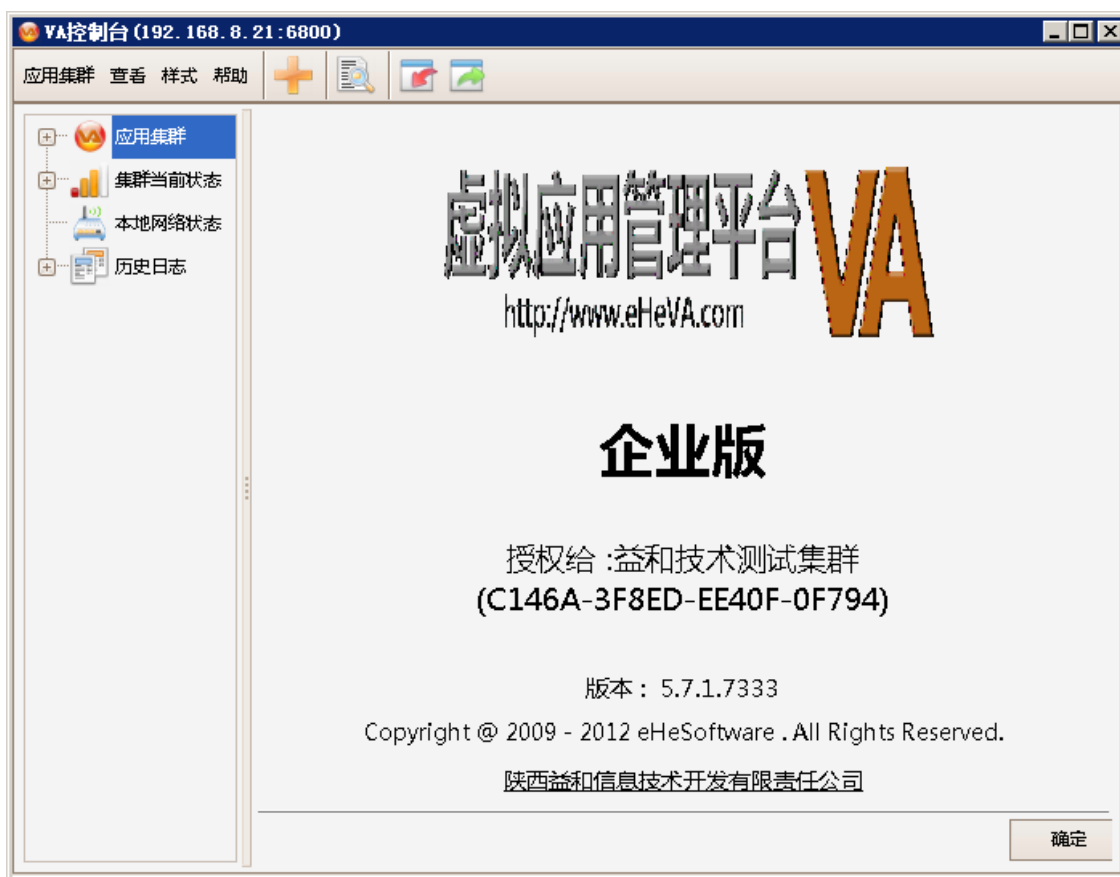 VA控制台(192.168.8.21:6800)
应用集群 查看 样式 帮助
应用集群
集群当前状态
本地网络状态
历史日志
虚拟应用管理平台VA
http://www.eHeVA.com
企业版
授权给 :益和技术测试集群
(C146A-3F8ED-EE40F-0F794)
版本： 5.7.1.7333
Copyright @ 2009 - 2012 eHeSoftware . All Rights Reserved.
陕西益和信息技术开发有限责任公司
确定